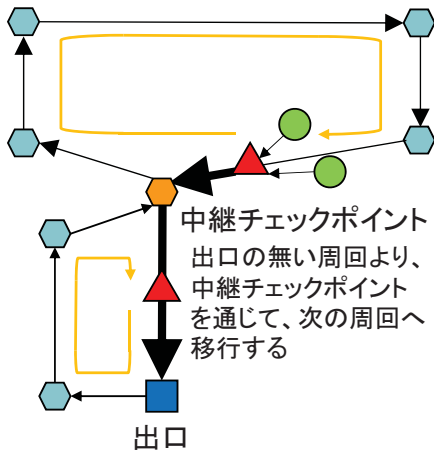 中継チェックポイント
出口の無い周回より、
中継チェックポイント
を通じて、次の周回へ
移行する
出口